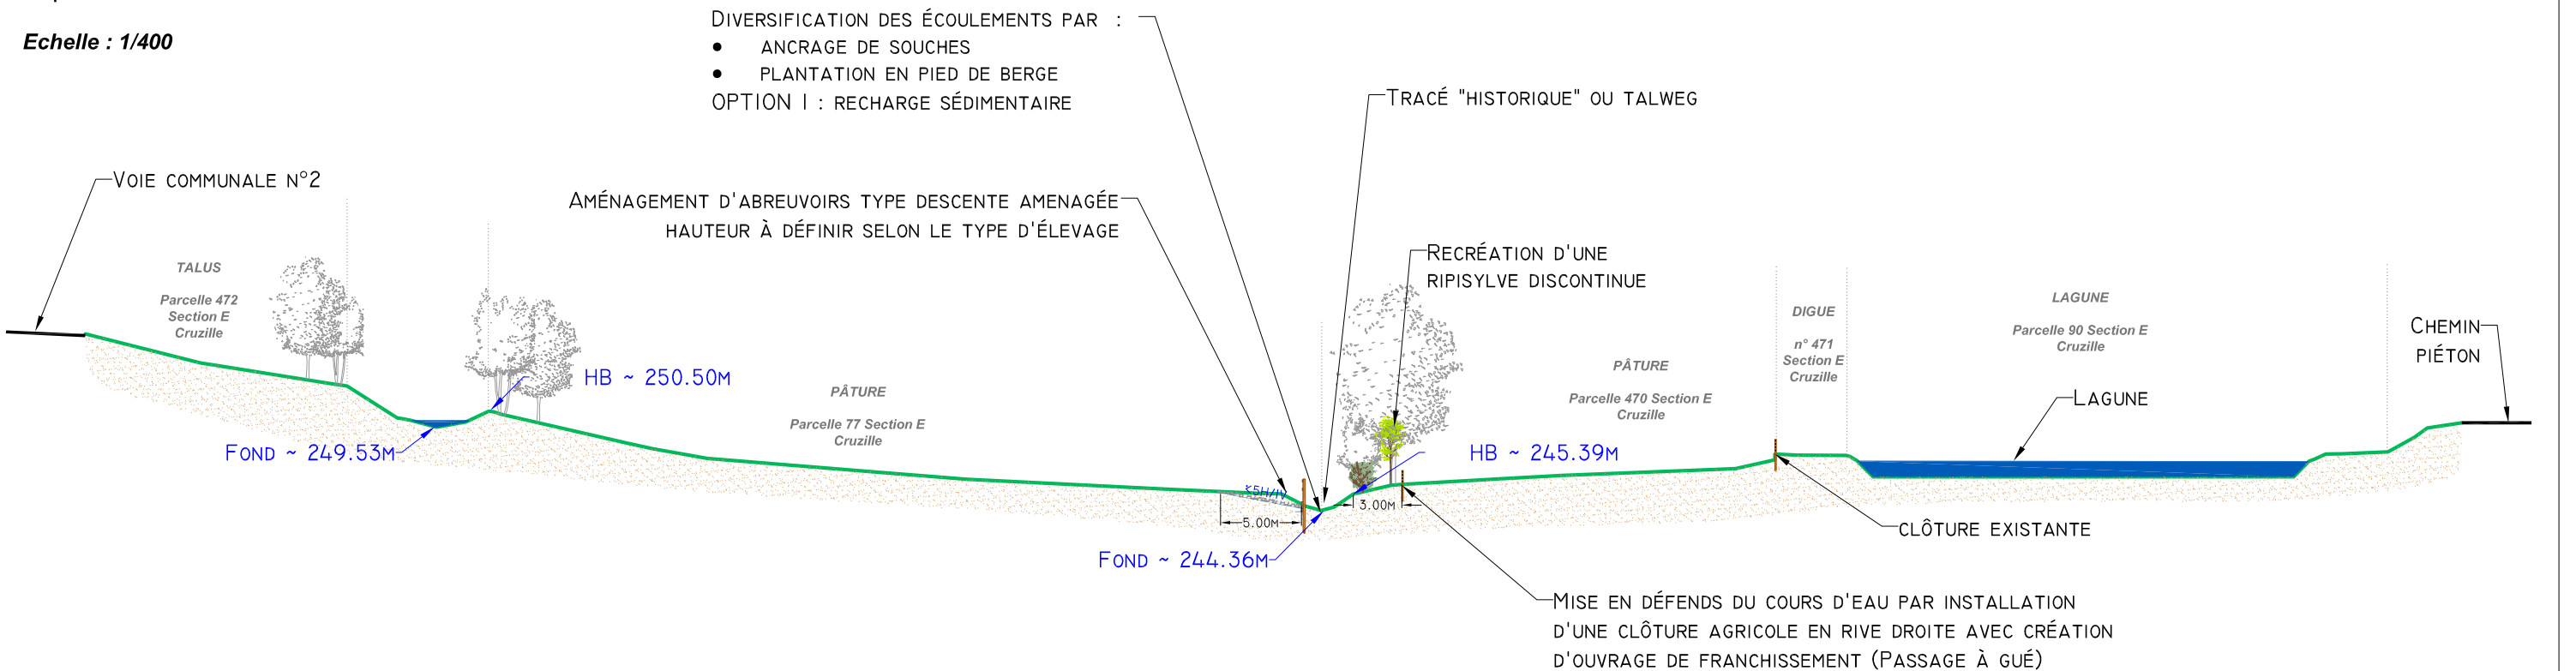 Echelle : 1/400
DIVERSIFICATION DES ÉCOULEMENTS PAR :
• ANCRAGE DE SOUCHES
• PLANTATION EN PIED DE BERGE
OPTION 1 : RECHARGE SÉDIMENTAIRE
TRACÉ "HISTORIQUE" OU TALWEG
VOIE COMMUNALE N°2
AMÉNAGEMENT D'ABREUVOIRS TYPE DESCENTE AMENAGÉE
HAUTEUR À DÉFINIR SELON LE TYPE D'ÉLEVAGE
RECRÉATION D'UNE
RIPISYLVE DISCONTINUE
TALUS
Parcelle 472
Section E
Cruzille
HB ~ 250.50M
FOND ~ 249.53M
PÂTURE
Parcelle 77 Section E
Cruzille
<5H/1V
5.00M
3.00M
FOND ~ 244.36M
HB ~ 245.39M
PÂTURE
Parcelle 470 Section E
Cruzille
DIGUE
n° 471
Section E
Cruzille
LAGUNE
Parcelle 90 Section E
Cruzille
LAGUNE
CHEMIN
PIÉTON
CLÔTURE EXISTANTE
MISE EN DÉFENDS DU COURS D'EAU PAR INSTALLATION
D'UNE CLÔTURE AGRICOLE EN RIVE DROITE AVEC CRÉATION
D'OUVRAGE DE FRANCHISSEMENT (PASSAGE À GUÉ)